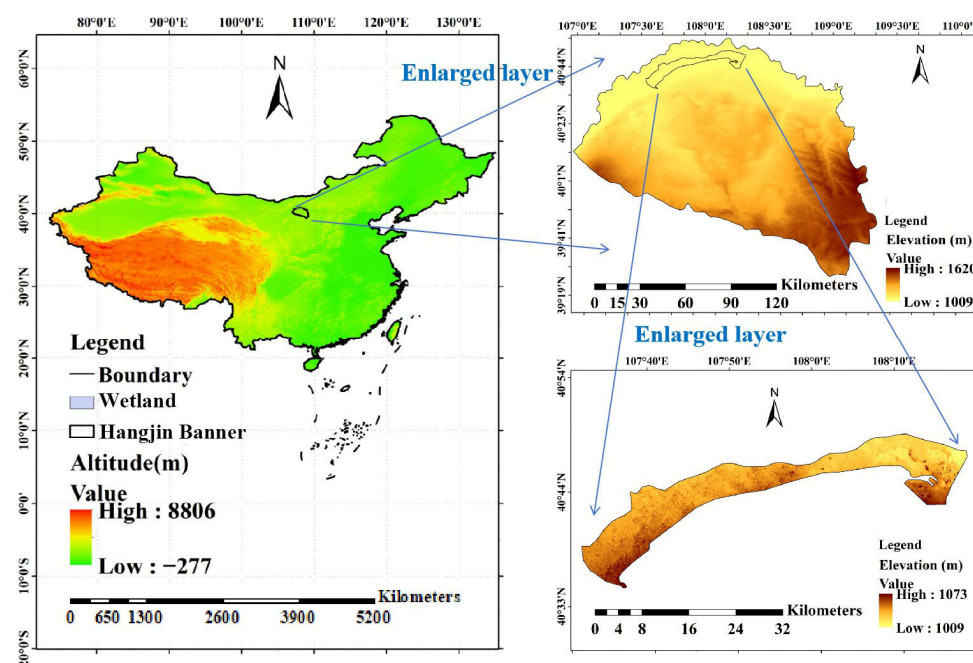 80°0'E 90°0'E 100°0'E 110°0'E 120°0'E 130°0'E
60°0'N
50°0'N
40°0'N
30°0'N
20°0'N
10°0'N
0°0'N
10°0'S
20°0'S
N
Legend
Boundary
Wetland
Hangjin Banner
Altitude(m)
Value
High : 8806
Low : −277
Kilometers
0 650 1300 2600 3900 5200
Enlarged layer
107°0'E 107°30'E 108°0'E 108°30'E 109°0'E 109°30'E
40°44'N
40°23'N
40°1'N
39°41'N
39°19'N
N
Legend
Elevation (m)
Value
High : 1620
Low : 1009
Kilometers
0 15 30 60 90 120
Enlarged layer
107°40'E 107°50'E 108°0'E 108°10'E
40°54'N
40°44'N
40°33'N
N
Legend
Elevation (m)
Value
High : 1073
Low : 1009
Kilometers
0 4 8 16 24 32